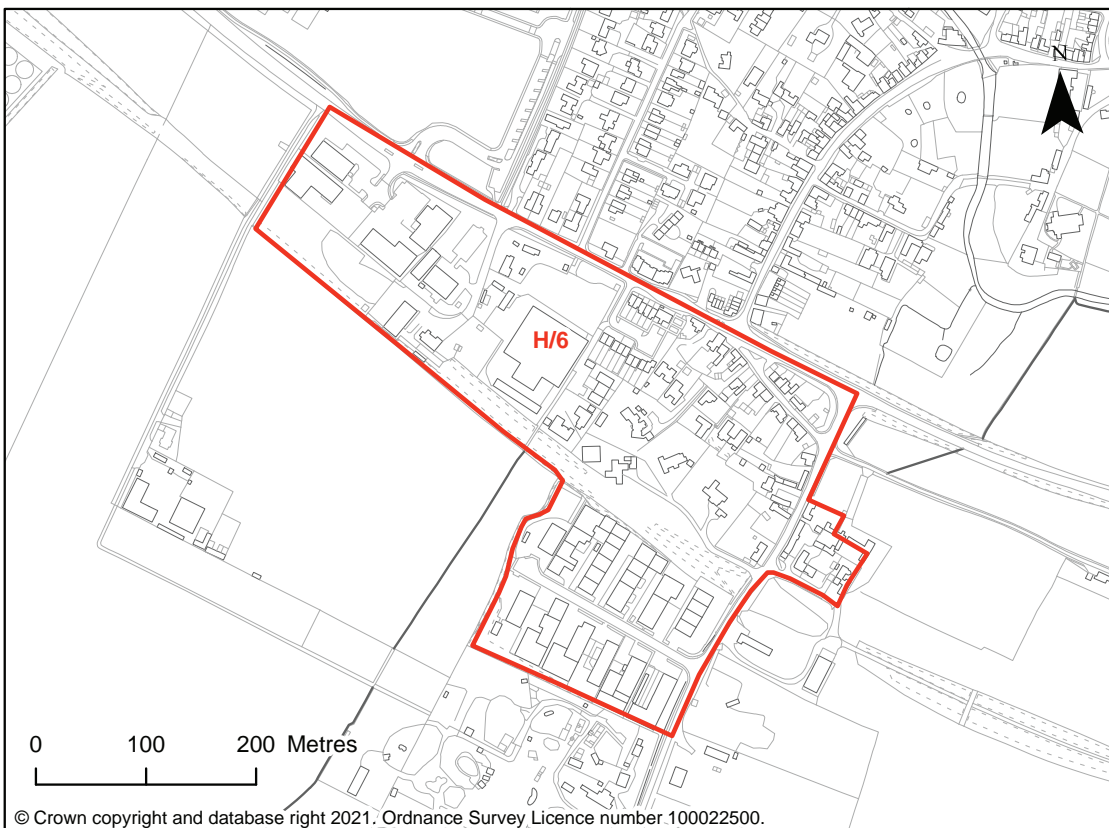 N
H/6
0 100 200 Metres
© Crown copyright and database right 2021. Ordnance Survey Licence number 100022500.